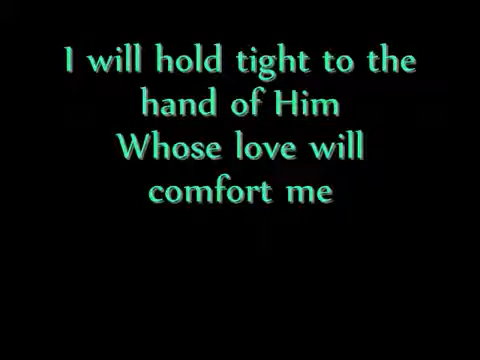 I will hold tight to the
hand of Him
Whose love will
comfort me